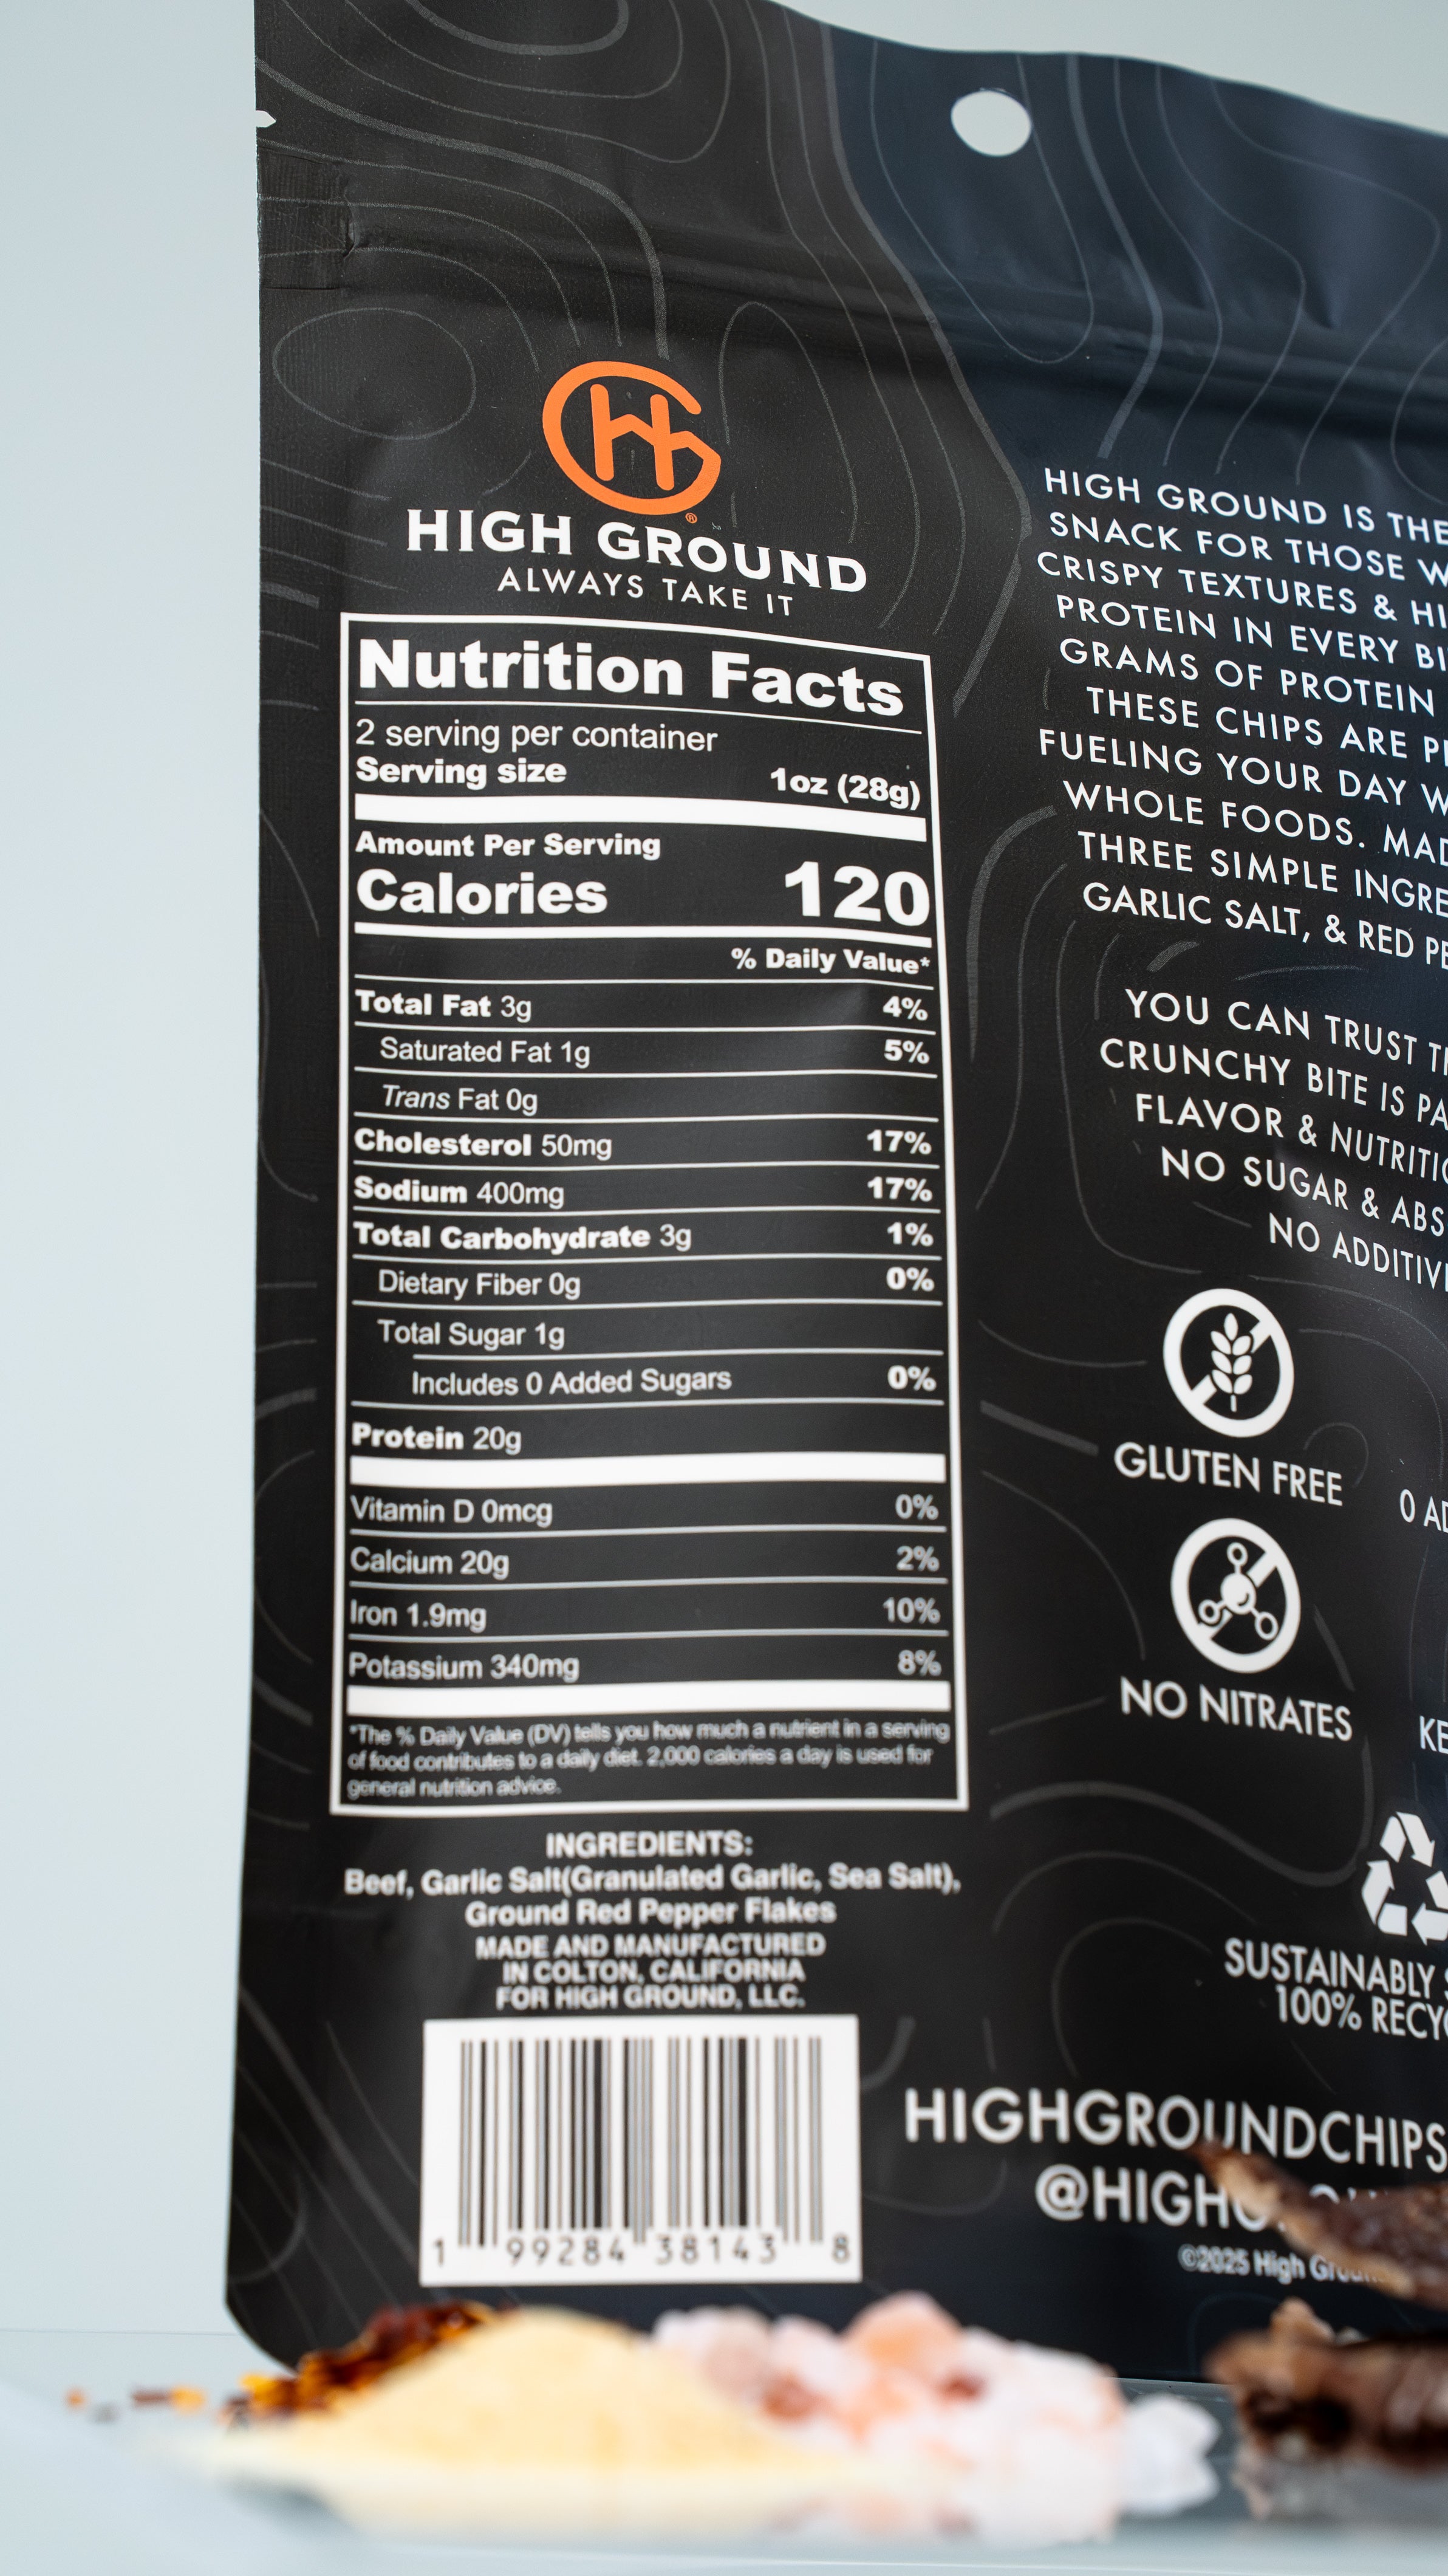 HIGH GROUND
ALWAYS TAKE IT
Nutrition Facts
2 serving per container
Serving size 1oz (28g)
Amount Per Serving
Calories 120
% Daily Value*
Total Fat 3g 4%
Saturated Fat 1g 5%
Trans Fat 0g
Cholesterol 50mg 17%
Sodium 400mg 17%
Total Carbohydrate 3g 1%
Dietary Fiber 0g 0%
Total Sugar 1g
Includes 0 Added Sugars 0%
Protein 20g
Vitamin D 0mcg 0%
Calcium 20g 2%
Iron 1.9mg 10%
Potassium 340mg 8%
*The % Daily Value (DV) tells you how much a nutrient in a serving
of food contributes to a daily diet. 2,000 calories a day is used for
general nutrition advice.
INGREDIENTS:
Beef, Garlic Salt(Granulated Garlic, Sea Salt),
Ground Red Pepper Flakes
MADE AND MANUFACTURED
IN COLTON, CALIFORNIA
FOR HIGH GROUND, LLC.
1 99284 38143 8
HIGH GROUND IS THE
SNACK FOR THOSE
CRISPY TEXTURES &
PROTEIN IN EVERY
GRAMS OF PROTEIN
THESE CHIPS ARE
FUELING YOUR DAY
WHOLE FOODS.
THREE SIMPLE
GARLIC SALT, & RED
YOU CAN TRUST
CRUNCHY BITE IS
FLAVOR &
NO SUGAR &
NO
GLUTEN FREE
0
NO NITRATES
SUSTAINABLY
100%
HIGHGROUNDCHIPS
©2025 High